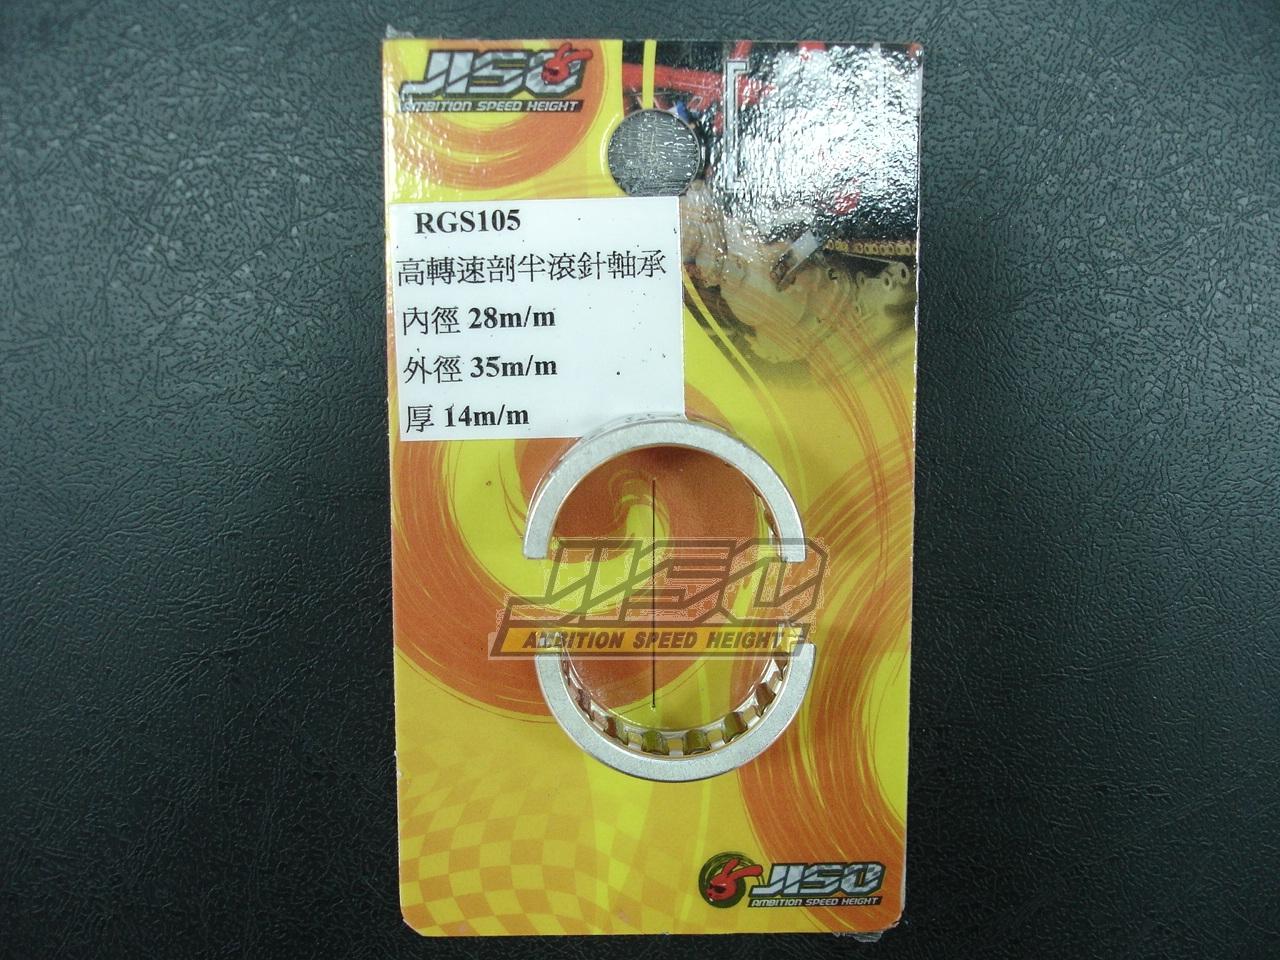 JISO
AMBITION SPEED HEIGHT
RGS105
高轉速剖半滾針軸承
內徑 28m/m
外徑 35m/m
厚 14m/m
JISO
AMBITION SPEED HEIGHT
JISO
AMBITION SPEED HEIGHT